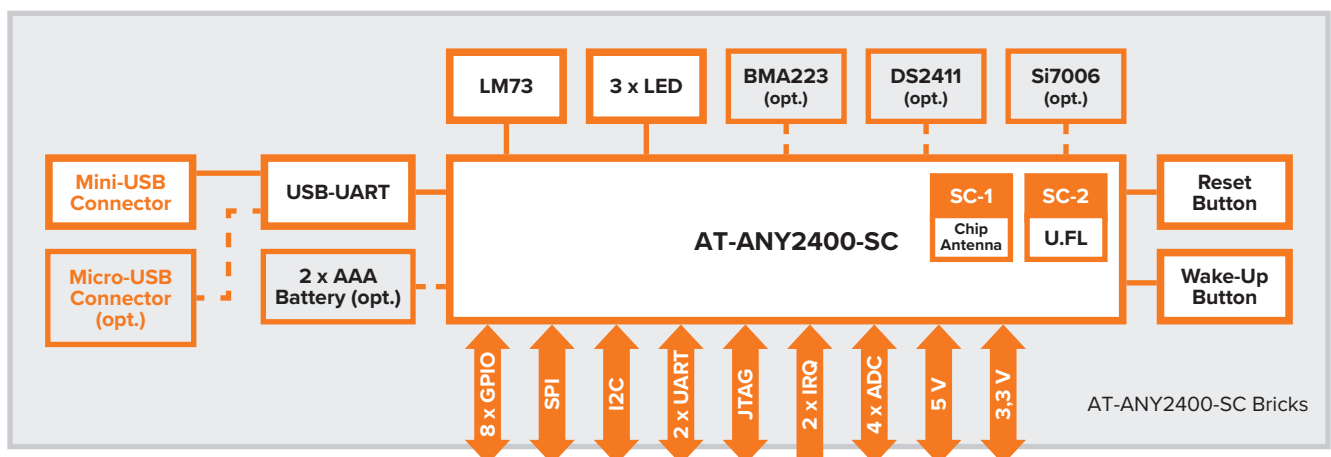 LM73
3 x LED
BMA223
(opt.)
DS2411
(opt.)
Si7006
(opt.)
Mini-USB
Connector
USB-UART
Micro-USB
Connector
(opt.)
2 x AAA
Battery (opt.)
AT-ANY2400-SC
SC-1
Chip
Antenna
SC-2
U.FL
Reset
Button
Wake-Up
Button
8 x GPIO
SPI
I2C
2 x UART
JTAG
2 x IRQ
4 x ADC
5 V
3,3 V
AT-ANY2400-SC Bricks